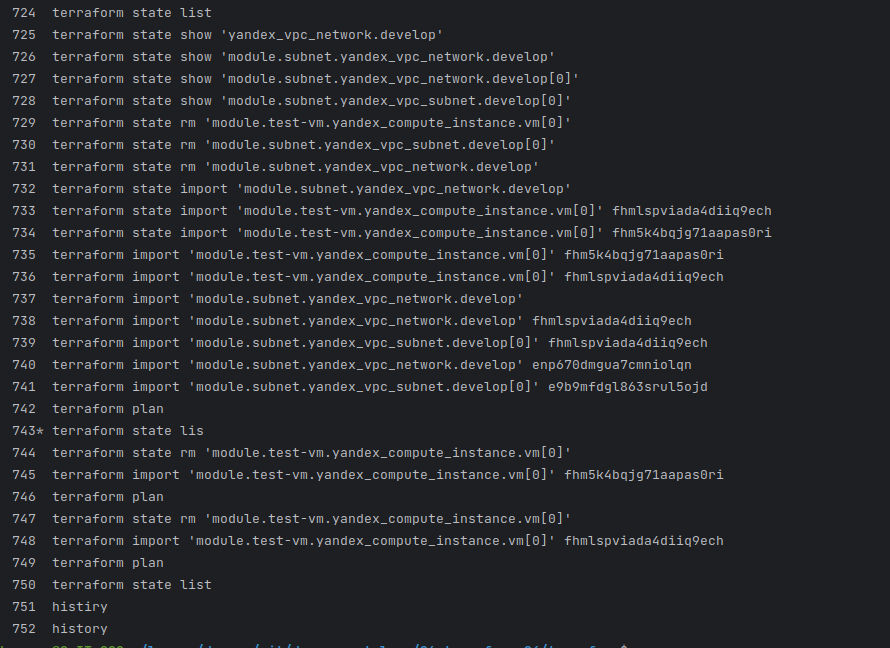 724 terraform state list
725 terraform state show 'yandex_vpc_network.develop'
726 terraform state show 'module.subnet.yandex_vpc_network.develop'
727 terraform state show 'module.subnet.yandex_vpc_network.develop[0]'
728 terraform state show 'module.subnet.yandex_vpc_subnet.develop[0]'
729 terraform state rm 'module.test-vm.yandex_compute_instance.vm[0]'
730 terraform state rm 'module.subnet.yandex_vpc_subnet.develop[0]'
731 terraform state rm 'module.subnet.yandex_vpc_network.develop'
732 terraform state import 'module.subnet.yandex_vpc_network.develop'
733 terraform state import 'module.test-vm.yandex_compute_instance.vm[0]' fhmlspviada4diiq9ech
734 terraform state import 'module.test-vm.yandex_compute_instance.vm[0]' fhm5k4bqjg71aapas0ri
735 terraform import 'module.test-vm.yandex_compute_instance.vm[0]' fhm5k4bqjg71aapas0ri
736 terraform import 'module.test-vm.yandex_compute_instance.vm[0]' fhmlspviada4diiq9ech
737 terraform import 'module.subnet.yandex_vpc_network.develop'
738 terraform import 'module.subnet.yandex_vpc_network.develop' fhmlspviada4diiq9ech
739 terraform import 'module.subnet.yandex_vpc_subnet.develop[0]' fhmlspviada4diiq9ech
740 terraform import 'module.subnet.yandex_vpc_network.develop' enp670dmgua7cmniolqn
741 terraform import 'module.subnet.yandex_vpc_subnet.develop[0]' e9b9mfdgl863srul5ojd
742 terraform plan
743* terraform state lis
744 terraform state rm 'module.test-vm.yandex_compute_instance.vm[0]'
745 terraform import 'module.test-vm.yandex_compute_instance.vm[0]' fhm5k4bqjg71aapas0ri
746 terraform plan
747 terraform state rm 'module.test-vm.yandex_compute_instance.vm[0]'
748 terraform import 'module.test-vm.yandex_compute_instance.vm[0]' fhmlspviada4diiq9ech
749 terraform plan
750 terraform state list
751 histiry
752 history